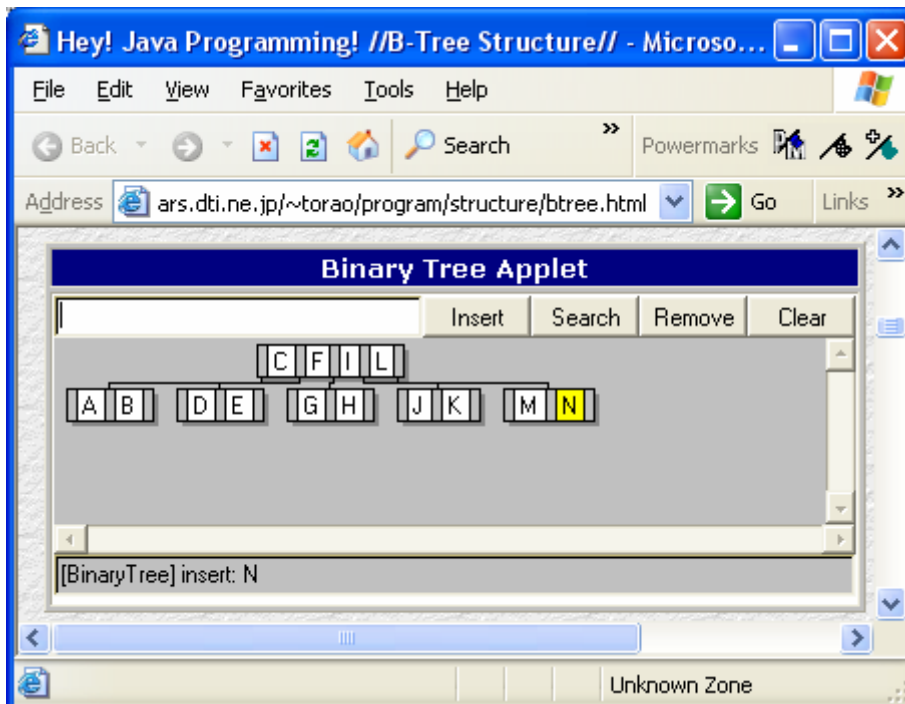 Hey! Java Programming! //B-Tree Structure// - Microso...
File Edit View Favorites Tools Help
Back Search » Powermarks
Address ars.dti.ne.jp/~torao/program/structure/btree.html Go Links »
Binary Tree Applet
Insert Search Remove Clear
C F I L
A B D E G H J K M N
[BinaryTree] insert: N
Unknown Zone